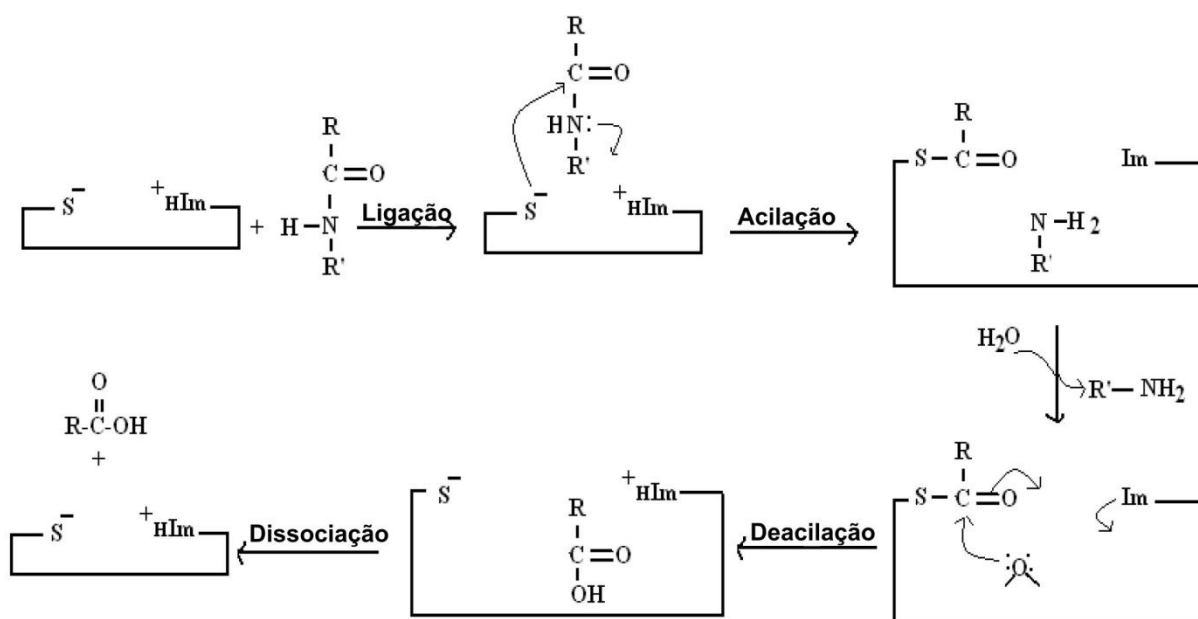 S⁻ ⁺HIm
+
R
C=O
H-N
R'
Ligação
R
C=O
HN:
R'
S⁻ ⁺HIm
Acilação
R
S-C=O Im
N-H2
R'
H₂O
R'-NH₂
R
S-C=O Im
:O:
Deacilação
S⁻ ⁺HIm
R
C=O
OH
Dissociação
O
R-C-OH
+
S⁻ ⁺HIm